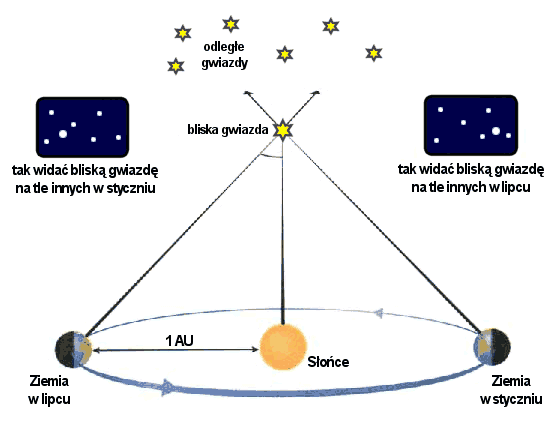 odległe
gwiazdy
bliska gwiazda
tak widać bliską gwiazdę
na tle innych w styczniu
tak widać bliską gwiazdę
na tle innych w lipcu
1 AU
Słońce
Ziemia
w lipcu
Ziemia
w styczniu